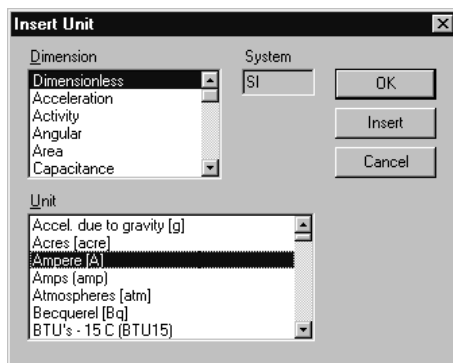 Insert Unit
Dimension
System
Dimensionless
SI
OK
Acceleration
Activity
Angular
Insert
Area
Capacitance
Cancel
Unit
Accel. due to gravity [g]
Acres [acre]
Ampere [A]
Amps (amp)
Atmospheres [atm]
Becquerel [Bq]
BTU's - 15 C (BTU15)